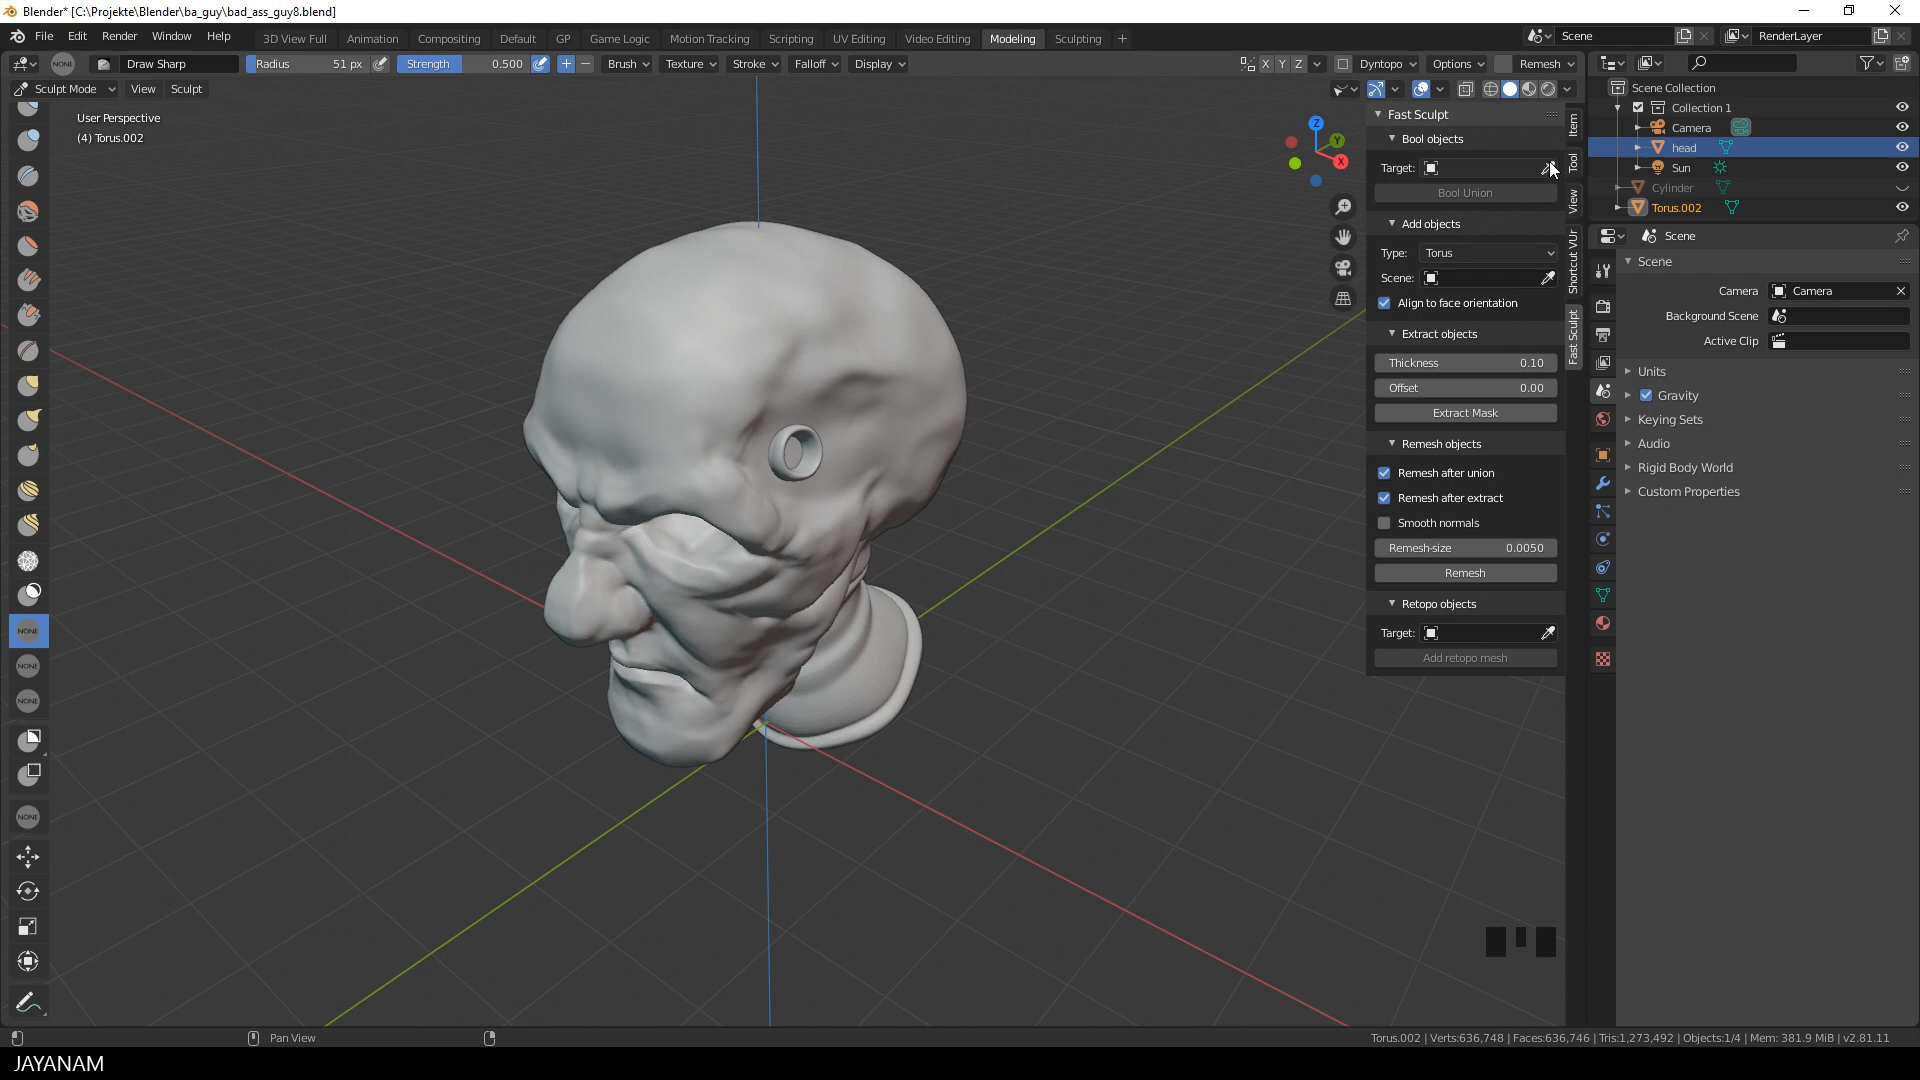 Blender* [C:\Projekte\Blender\ba_guy\bad_ass_guy8.blend]
File Edit Render Window Help 3D View Full Animation Compositing Default GP Game Logic Modeling Motion Tracking Scripting UV Editing Video Editing Modeling Sculpting + Scene RenderLayer
NONE Draw Sharp Radius 51 px Strength 0.500 + − Brush Texture Stroke Falloff Display X Y Z Dyntopo Options Remesh
Sculpt Mode View Sculpt
User Perspective
(4) Torus.002
Z
Y
X
Fast Sculpt
Bool objects
Target:
Bool Union
Add objects
Type: Torus
Scene:
Align to face orientation
Extract objects
Thickness 0.10
Offset 0.00
Extract Mask
Remesh objects
Remesh after union
Remesh after extract
Smooth normals
Remesh-size 0.0050
Remesh
Retopo objects
Target:
Add retopo mesh
Item
Tool
View
Shortcut VUr
Fast Sculpt
Scene Collection
Collection 1
Camera
head
Sun
Cylinder
Torus.002
Scene
Scene
Camera Camera
Background Scene
Active Clip
Units
Gravity
Keying Sets
Audio
Rigid Body World
Custom Properties
NONE
NONE
NONE
NONE
Pan View
Torus.002 | Verts:636,748 | Faces:636,746 | Tris:1,273,492 | Objects:1/4 | Mem: 381.9 MiB | v2.81.11
JAYANAM